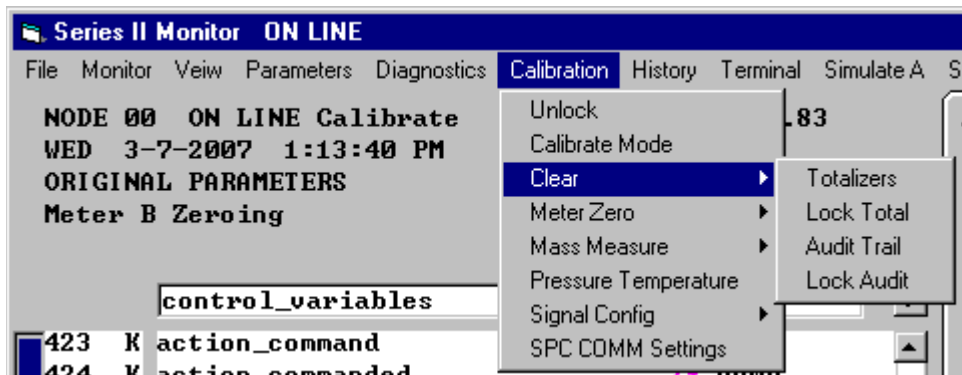 Series II Monitor ON LINE
File Monitor Veiw Parameters Diagnostics Calibration History Terminal Simulate A S
NODE 00 ON LINE Calibrate
.83
WED 3-7-2007 1:13:40 PM
ORIGINAL PARAMETERS
Meter B Zeroing
Unlock
Calibrate Mode
Clear
Meter Zero
Mass Measure
Pressure Temperature
Signal Config
SPC COMM Settings
Totalizers
Lock Total
Audit Trail
Lock Audit
control_variables
423 K action_command
424 K action_commanded